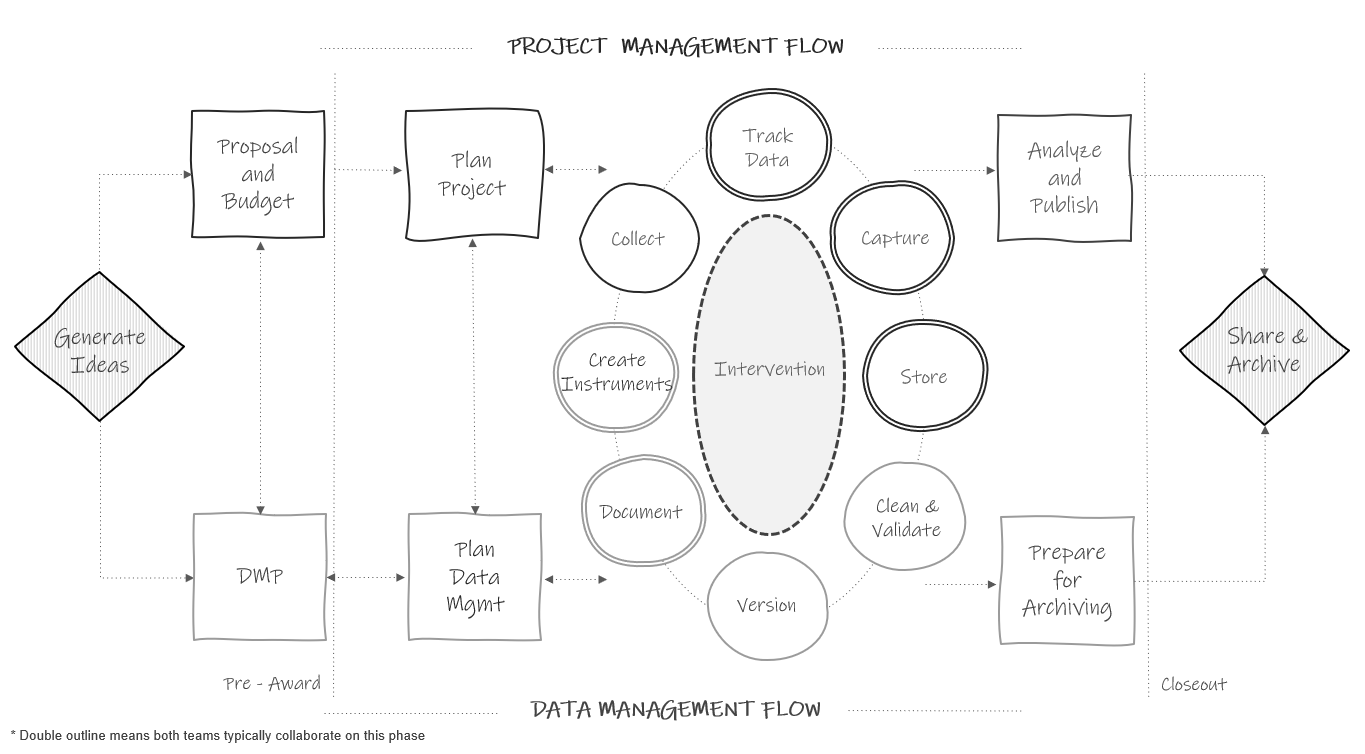 PROJECT MANAGEMENT FLOW
Proposal
and
Budget
Plan
Project
Track
Data
Analyze
and
Publish
Collect
Capture
Generate
Ideas
Create
Instruments
Intervention
Store
Share &
Archive
Document
Clean &
Validate
DMP
Plan
Data
Mgmt
Version
Prepare
for
Archiving
Pre - Award
Closeout
DATA MANAGEMENT FLOW
* Double outline means both teams typically collaborate on this phase